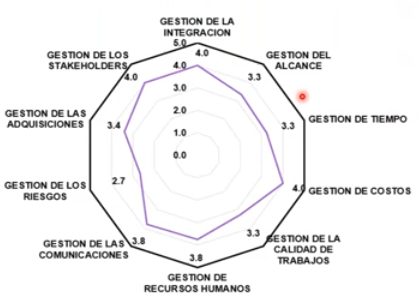 GESTION DE LA
INTEGRACION
5.0
4.0
GESTION DE LOS
STAKEHOLDERS
4.0
4.0
GESTION DEL
ALCANCE
3.3
3.0
2.0
1.0
0.0
GESTION DE LAS
ADQUISICIONES
3.4
3.3
GESTION DE TIEMPO
GESTION DE LOS
RIESGOS
2.7
4.0
GESTION DE COSTOS
GESTION DE LAS
COMUNICACIONES
3.8
3.3
GESTION DE LA
CALIDAD DE
TRABAJOS
3.8
GESTION DE
RECURSOS HUMANOS